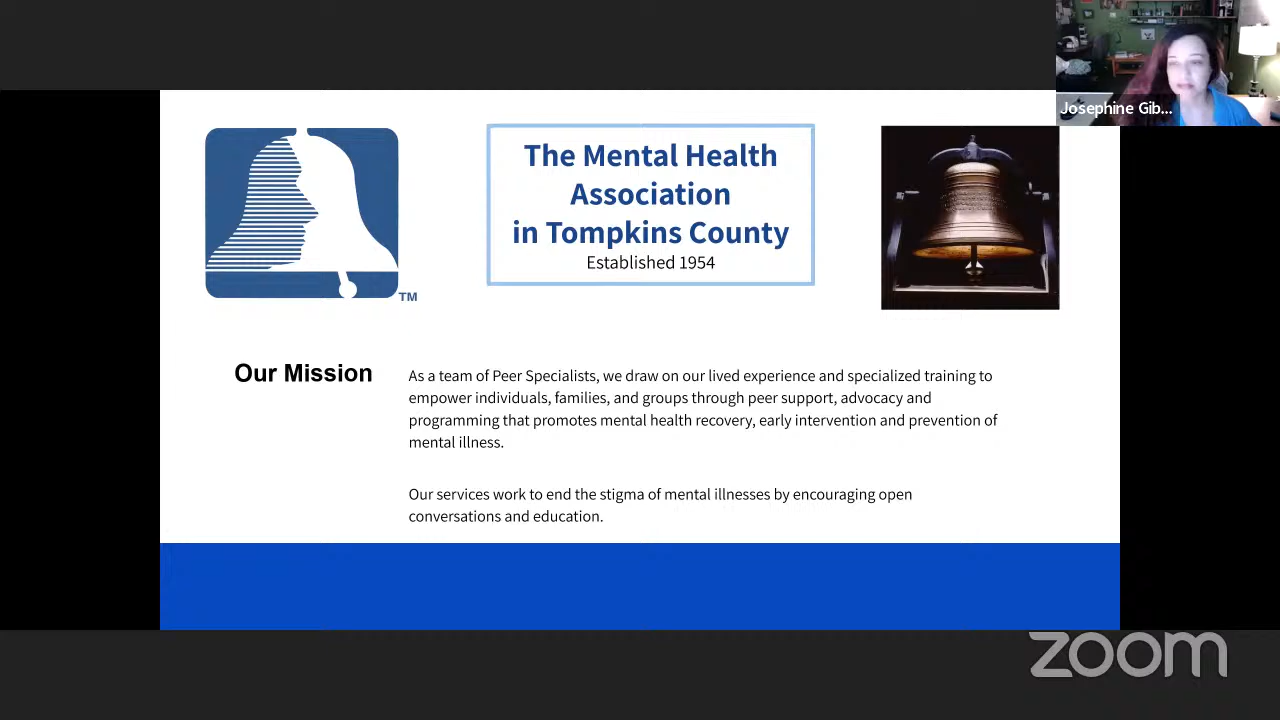 Josephine Gib...
The Mental Health
Association
in Tompkins County
Established 1954
TM
Our Mission
As a team of Peer Specialists, we draw on our lived experience and specialized training to
empower individuals, families, and groups through peer support, advocacy and
programming that promotes mental health recovery, early intervention and prevention of
mental illness.
Our services work to end the stigma of mental illnesses by encouraging open
conversations and education.
zoom